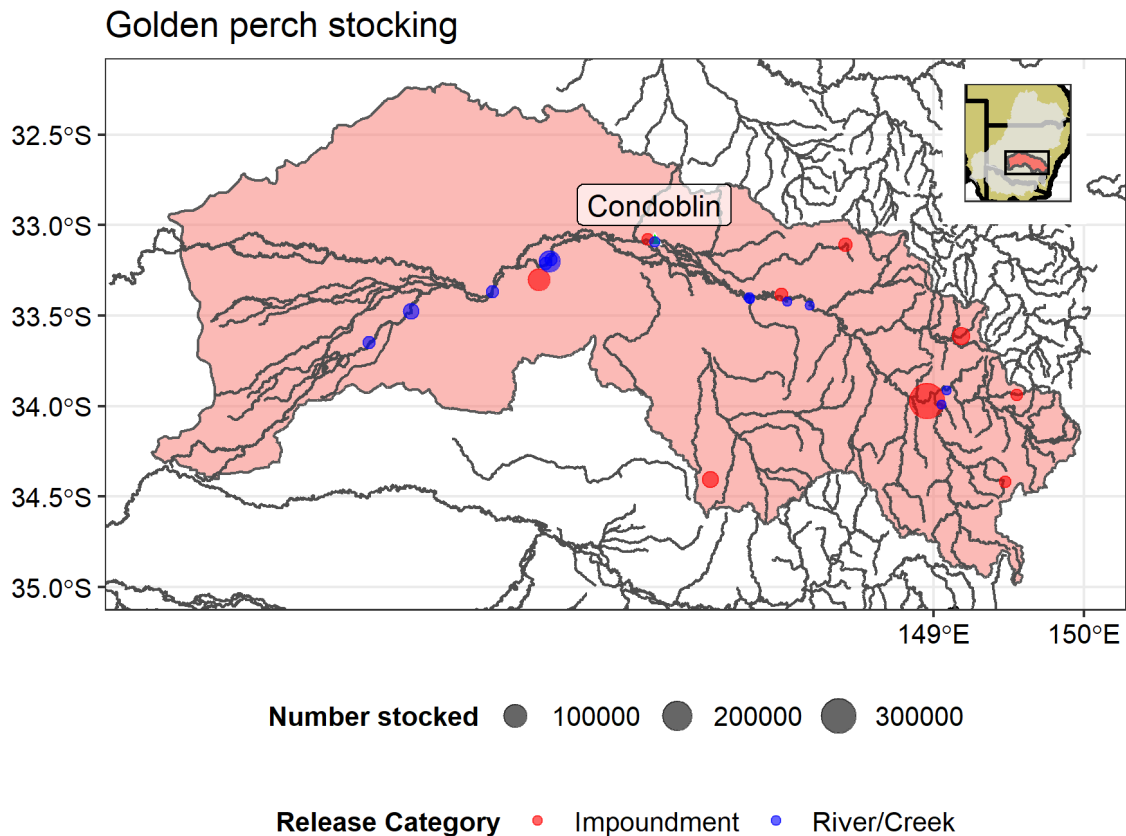 Golden perch stocking
32.5°S
33.0°S
Condoblin
33.5°S
34.0°S
34.5°S
35.0°S
149°E 150°E
Number stocked 100000 200000 300000
Release Category Impoundment River/Creek